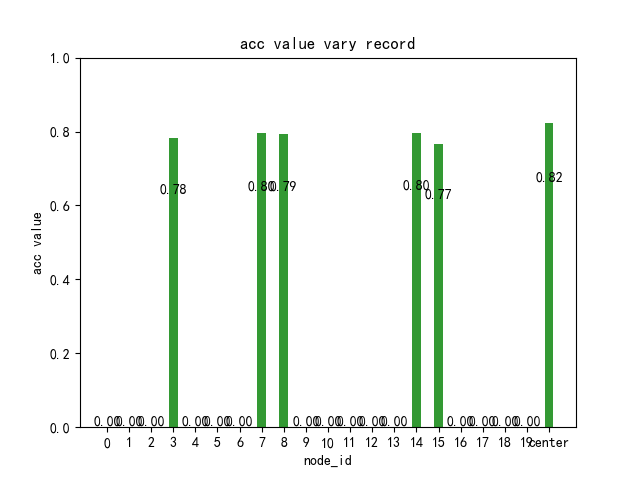 acc value vary record
1.0
0.8
0.6
0.4
0.2
0.0
acc value
0.00 0.00 0.00 0.78 0.00 0.00 0.00 0.80 0.79 0.00 0.00 0.00 0.00 0.00 0.80 0.77 0.00 0.00 0.00 0.00 0.82
0 1 2 3 4 5 6 7 8 9 10 11 12 13 14 15 16 17 18 19 center
node_id